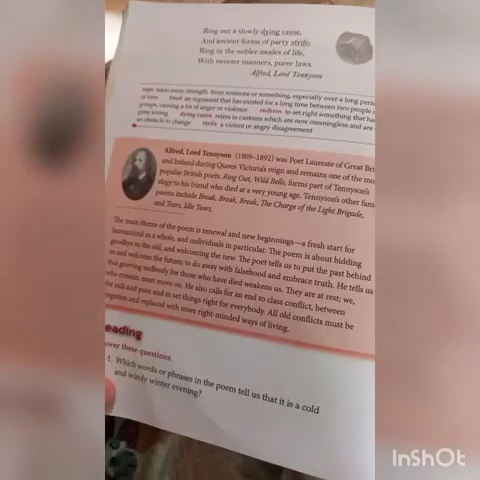 Ring out a slowly dying cause,
And ancient forms of party strife;
Ring in the nobler modes of life,
With sweeter manners, purer laws.
Alfred, Lord Tennyson
saps takes away strength from someone or something, especially over a long perio
of time feud an argument that has existed for a long time between two people o
groups, causing a lot of anger or violence redress to set right something that ha
gone wrong dying cause refers to customs which are now meaningless and are
an obstacle to change strife a violent or angry disagreement
Alfred, Lord Tennyson (1809–1892) was Poet Laureate of Great Brit
and Ireland during Queen Victoria's reign and remains one of the mo
popular British poets. Ring Out, Wild Bells, forms part of Tennyson's
elegy to his friend who died at a very young age. Tennyson's other fam
poems include Break, Break, Break, The Charge of the Light Brigade,
and Tears, Idle Tears.
The main theme of the poem is renewal and new beginnings—a fresh start for
humankind as a whole, and individuals in particular. The poem is about bidding
goodbye to the old, and welcoming the new. The poet tells us to put the past behind
us and welcome the future; to do away with falsehood and embrace truth. He tells us
that grieving endlessly for those who have died weakens us. They are at rest; we,
who remain, must move on. He also calls for an end to class conflict, between
the rich and poor and to set things right for everybody. All old conflicts must be
rgotten and replaced with more right-minded ways of living.
eading
swer these questions.
1. Which words or phrases in the poem tell us that it is a cold
and windy winter evening?
InShOt